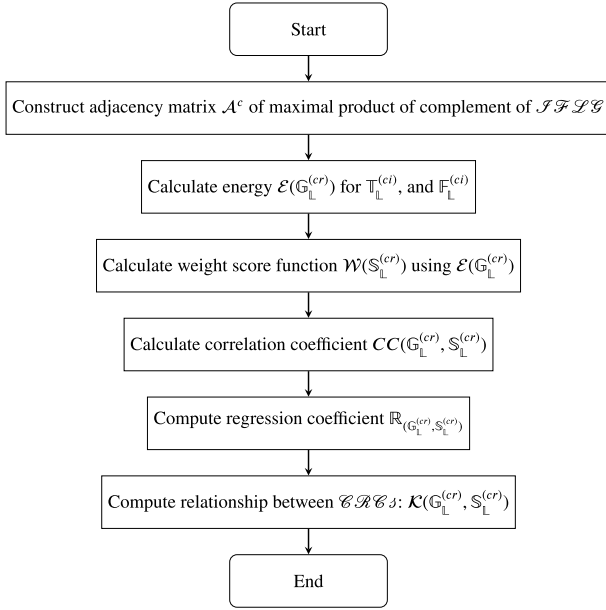 Start
Construct adjacency matrix 𝒜ᶜ of maximal product of complement of ℐℱℒ𝒢
Calculate energy ℰ(𝔾_𝕃^(cr)) for 𝕋_𝕃^(ci), and 𝔽_𝕃^(ci)
Calculate weight score function 𝒲(𝕊_𝕃^(cr)) using ℰ(𝔾_𝕃^(cr))
Calculate correlation coefficient CC(𝔾_𝕃^(cr), 𝕊_𝕃^(cr))
Compute regression coefficient ℝ_(𝔾_𝕃^(cr), 𝕊_𝕃^(cr))
Compute relationship between 𝒞ℛ𝒞𝓈: 𝒦(𝔾_𝕃^(cr), 𝕊_𝕃^(cr))
End